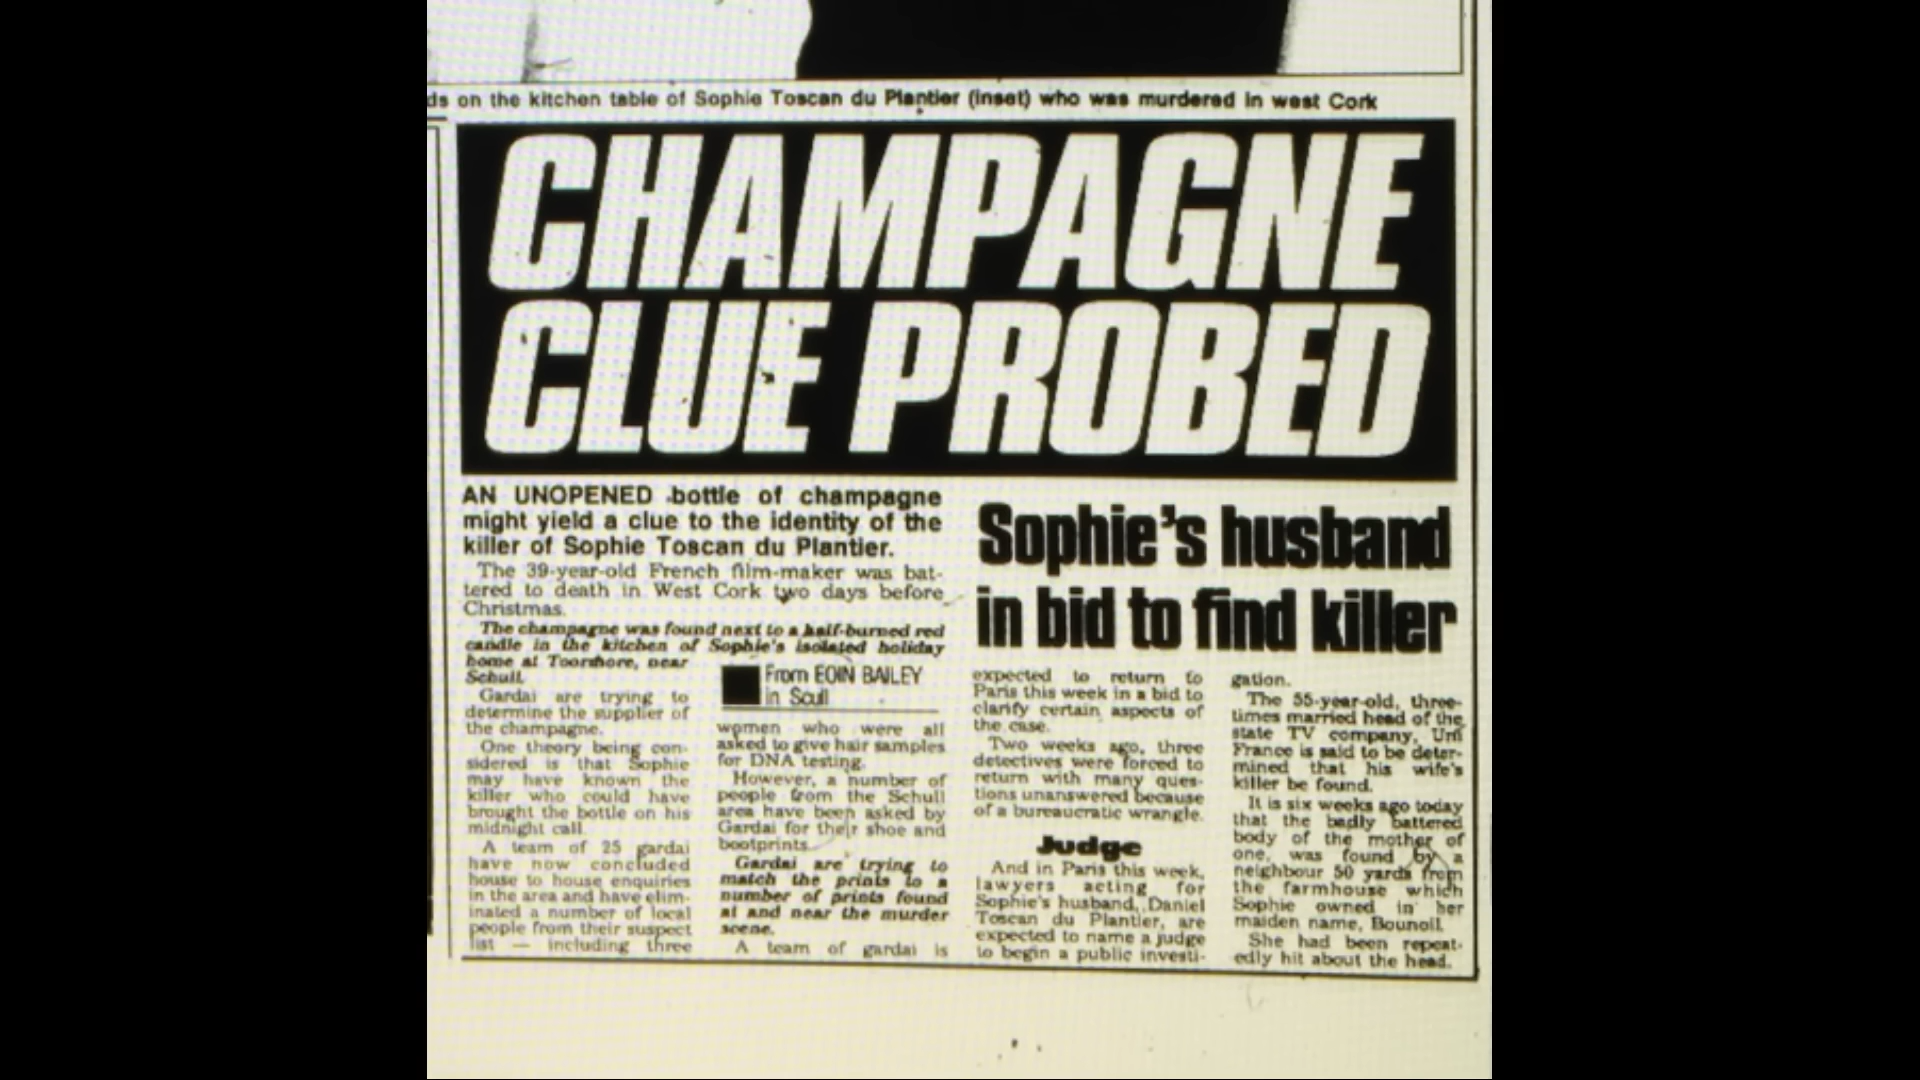 ds on the kitchen table of Sophie Toscan du Plantier (inset) who was murdered in west Cork
CHAMPAGNE
CLUE PROBED
AN UNOPENED bottle of champagne
might yield a clue to the identity of the
killer of Sophie Toscan du Plantier.
The 39-year-old French film-maker was bat-
tered to death in West Cork two days before
Christmas.
The champagne was found next to a half-burned red
candle in the kitchen of Sophie's isolated holiday
home at Toormore, near
Schull.
Gardai are trying to
determine the supplier of
the champagne.
One theory being con-
sidered is that Sophie
may have known the
killer who could have
brought the bottle on his
midnight call.
A team of 25 gardai
have now concluded
house to house enquiries
in the area and have elim-
inated a number of local
people from their suspect
list — including three
From EOIN BAILEY
in Scull
women who were all
asked to give hair samples
for DNA testing.
However, a number of
people from the Schull
area have been asked by
Gardai for their shoe and
bootprints.
Gardai are trying to
match the prints to a
number of prints found
at and near the murder
scene.
A team of gardai is
Sophie's husband
in bid to find killer
expected to return to
Paris this week in a bid to
clarify certain aspects of
the case.
Two weeks ago, three
detectives were forced to
return with many ques-
tions unanswered because
of a bureaucratic wrangle.
Judge
And in Paris this week,
lawyers acting for
Sophie's husband, Daniel
Toscan du Plantier, are
expected to name a judge
to begin a public investi-
gation.
The 55-year-old, three-
times married head of the
state TV company, Uni
France is said to be deter-
mined that his wife's
killer be found.
It is six weeks ago today
that the badly battered
body of the mother of
one, was found by a
neighbour 50 yards from
the farmhouse which
Sophie owned in her
maiden name, Bounoil.
She had been repeat-
edly hit about the head.